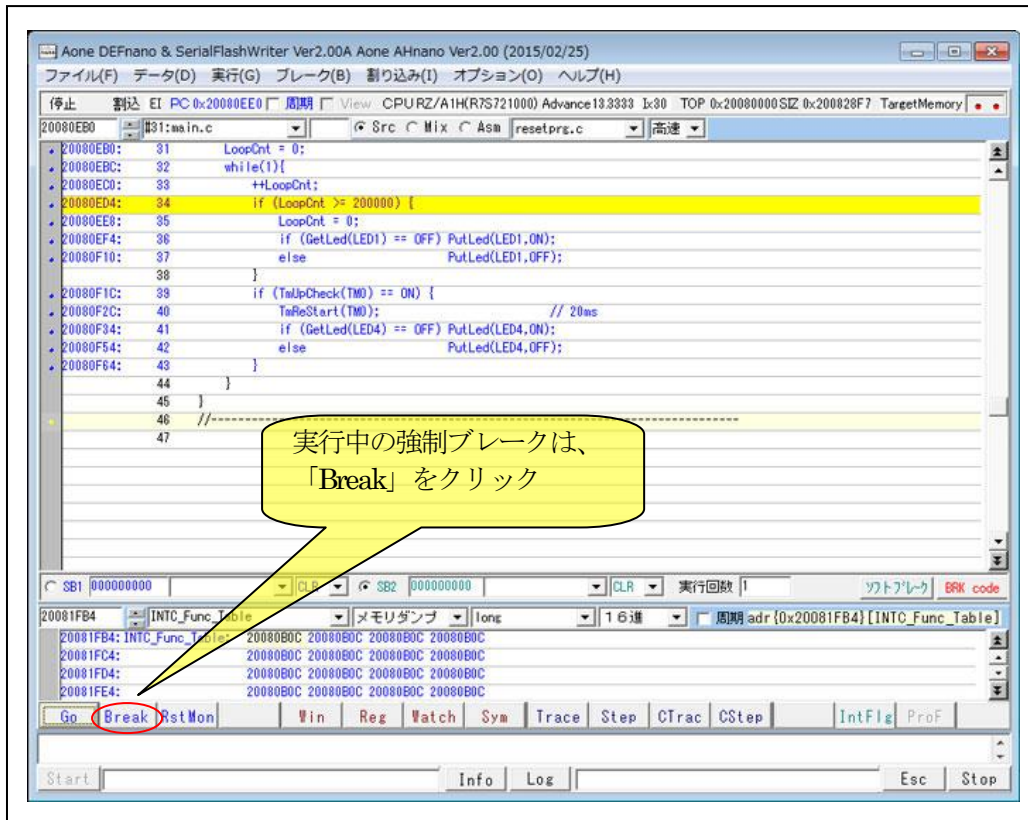 Aone DEFnano & SerialFlashWriter Ver2.00A Aone AHnano Ver2.00 (2015/02/25)
ファイル(F) データ(D) 実行(G) ブレーク(B) 割り込み(I) オプション(O) ヘルプ(H)
停止 割込 EI PC 0x20080EE0 周期 View CPU RZ/A1H(R7S721000) Advance 13.3333 Ix30 TOP 0x20080000 SIZ 0x200828F7 TargetMemory
20080EB0 #31:main.c Src Mix Asm resetprg.c 高速
20080EB0: 31 LoopCnt = 0;
20080EBC: 32 while(1){
20080EC0: 33 ++LoopCnt;
20080ED4: 34 if (LoopCnt >= 200000) {
20080EE8: 35 LoopCnt = 0;
20080EF4: 36 if (GetLed(LED1) == OFF) PutLed(LED1,ON);
20080F10: 37 else PutLed(LED1,OFF);
38 }
20080F1C: 39 if (TmUpCheck(TM0) == ON) {
20080F2C: 40 TmReStart(TM0); // 20ms
20080F34: 41 if (GetLed(LED4) == OFF) PutLed(LED4,ON);
20080F54: 42 else PutLed(LED4,OFF);
20080F64: 43 }
44 }
45 }
46 //------------------------------------------------------------------------------
47
実行中の強制ブレークは、
「Break」をクリック
SB1 000000000 CLR SB2 000000000 CLR 実行回数 1 ソフトブレーク BRK code
20081FB4 INTC_Func_Table メモリダンプ long 16進 周期 adr{0x20081FB4}[INTC_Func_Table]
20081FB4: INTC_Func_Table: 20080B0C 20080B0C 20080B0C 20080B0C
20081FC4: 20080B0C 20080B0C 20080B0C 20080B0C
20081FD4: 20080B0C 20080B0C 20080B0C 20080B0C
20081FE4: 20080B0C 20080B0C 20080B0C 20080B0C
Go Break RstMon Win Reg Watch Sym Trace Step CTrac CStep IntFlg ProF
Start Info Log Esc Stop